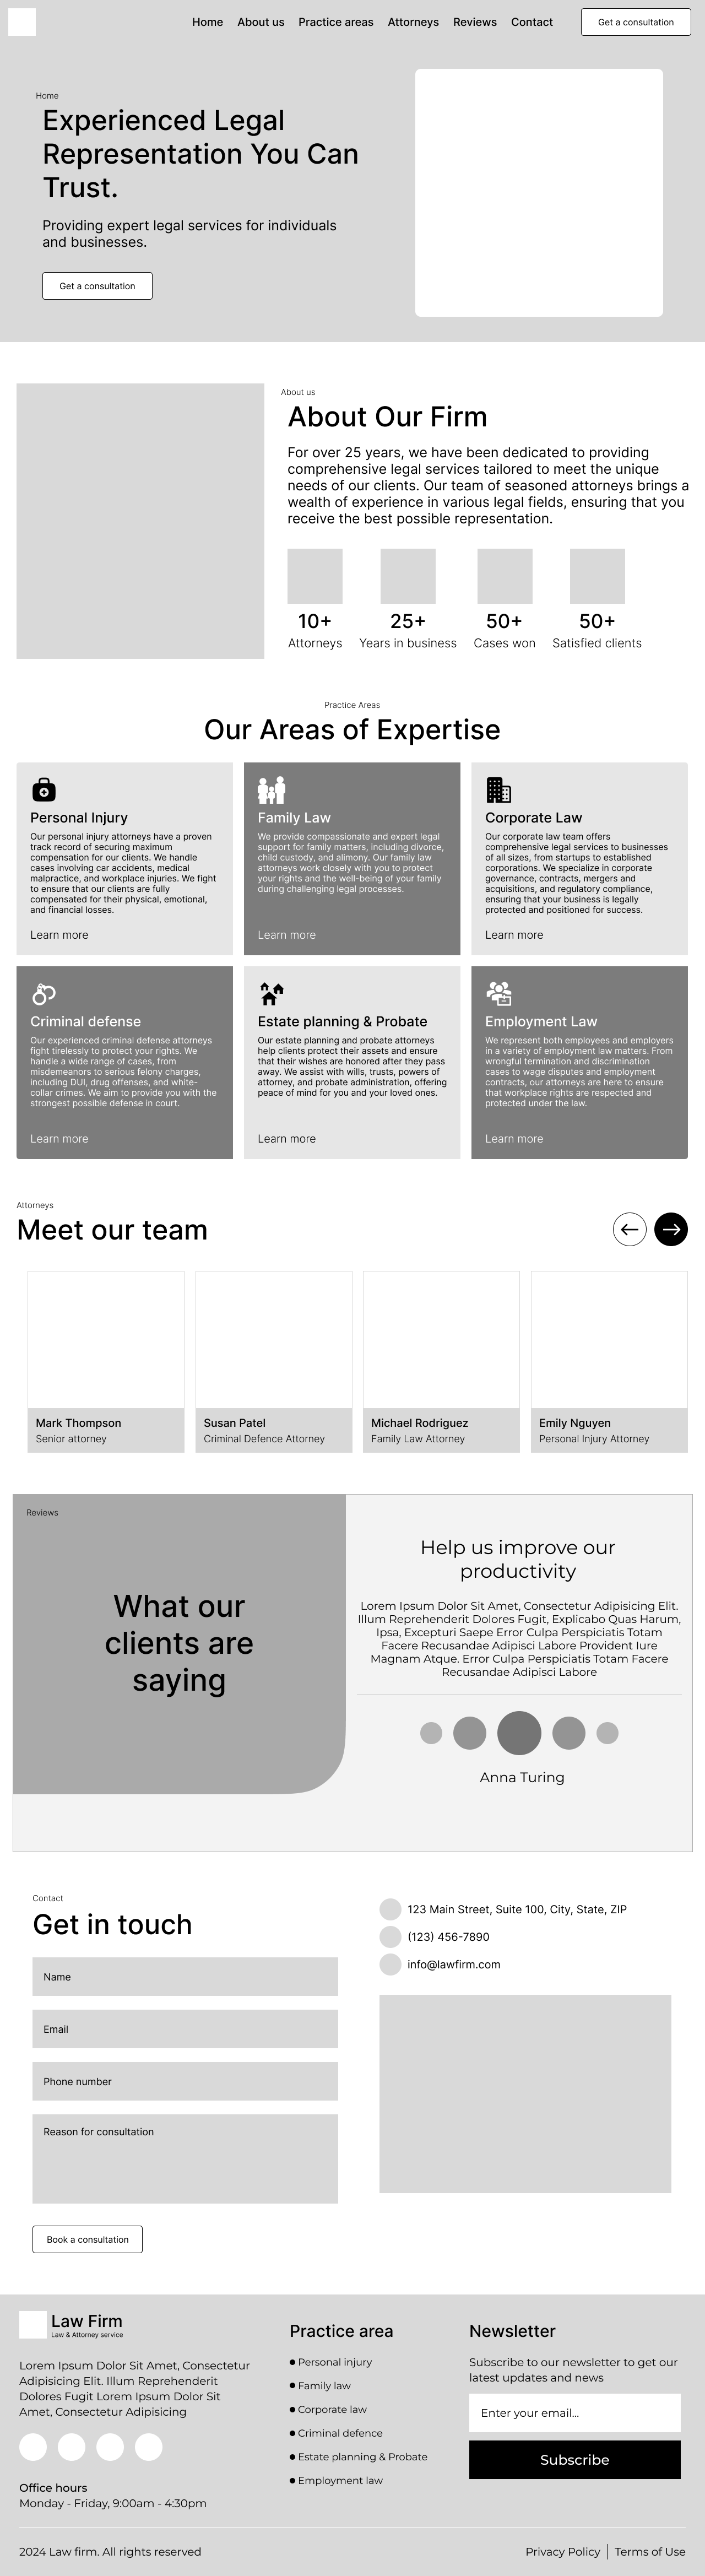 Home About us Practice areas Attorneys Reviews Contact Get a consultation
Home
Experienced Legal
Representation You Can
Trust.
Providing expert legal services for individuals
and businesses.
Get a consultation
About us
About Our Firm
For over 25 years, we have been dedicated to providing
comprehensive legal services tailored to meet the unique
needs of our clients. Our team of seasoned attorneys brings a
wealth of experience in various legal fields, ensuring that you
receive the best possible representation.
10+ 25+ 50+ 50+
Attorneys Years in business Cases won Satisfied clients
Practice Areas
Our Areas of Expertise
Personal Injury
Our personal injury attorneys have a proven
track record of securing maximum
compensation for our clients. We handle
cases involving car accidents, medical
malpractice, and workplace injuries. We fight
to ensure that our clients are fully
compensated for their physical, emotional,
and financial losses.
Learn more
Family Law
We provide compassionate and expert legal
support for family matters, including divorce,
child custody, and alimony. Our family law
attorneys work closely with you to protect
your rights and the well-being of your family
during challenging legal processes.
Learn more
Corporate Law
Our corporate law team offers
comprehensive legal services to businesses
of all sizes, from startups to established
corporations. We specialize in corporate
governance, contracts, mergers and
acquisitions, and regulatory compliance,
ensuring that your business is legally
protected and positioned for success.
Learn more
Criminal defense
Our experienced criminal defense attorneys
fight tirelessly to protect your rights. We
handle a wide range of cases, from
misdemeanors to serious felony charges,
including DUI, drug offenses, and white-
collar crimes. We aim to provide you with the
strongest possible defense in court.
Learn more
Estate planning & Probate
Our estate planning and probate attorneys
help clients protect their assets and ensure
that their wishes are honored after they pass
away. We assist with wills, trusts, powers of
attorney, and probate administration, offering
peace of mind for you and your loved ones.
Learn more
Employment Law
We represent both employees and employers
in a variety of employment law matters. From
wrongful termination and discrimination
cases to wage disputes and employment
contracts, our attorneys are here to ensure
that workplace rights are respected and
protected under the law.
Learn more
Attorneys
Meet our team
Mark Thompson
Senior attorney
Susan Patel
Criminal Defence Attorney
Michael Rodriguez
Family Law Attorney
Emily Nguyen
Personal Injury Attorney
Reviews
What our
clients are
saying
Help us improve our
productivity
Lorem Ipsum Dolor Sit Amet, Consectetur Adipisicing Elit.
Illum Reprehenderit Dolores Fugit, Explicabo Quas Harum,
Ipsa, Excepturi Saepe Error Culpa Perspiciatis Totam
Facere Recusandae Adipisci Labore Provident Iure
Magnam Atque. Error Culpa Perspiciatis Totam Facere
Recusandae Adipisci Labore
Anna Turing
Contact
Get in touch
Name
Email
Phone number
Reason for consultation
Book a consultation
123 Main Street, Suite 100, City, State, ZIP
(123) 456-7890
info@lawfirm.com
Law Firm
Law & Attorney service
Lorem Ipsum Dolor Sit Amet, Consectetur
Adipisicing Elit. Illum Reprehenderit
Dolores Fugit Lorem Ipsum Dolor Sit
Amet, Consectetur Adipisicing
Office hours
Monday - Friday, 9:00am - 4:30pm
Practice area
Personal injury
Family law
Corporate law
Criminal defence
Estate planning & Probate
Employment law
Newsletter
Subscribe to our newsletter to get our
latest updates and news
Enter your email...
Subscribe
2024 Law firm. All rights reserved
Privacy Policy Terms of Use